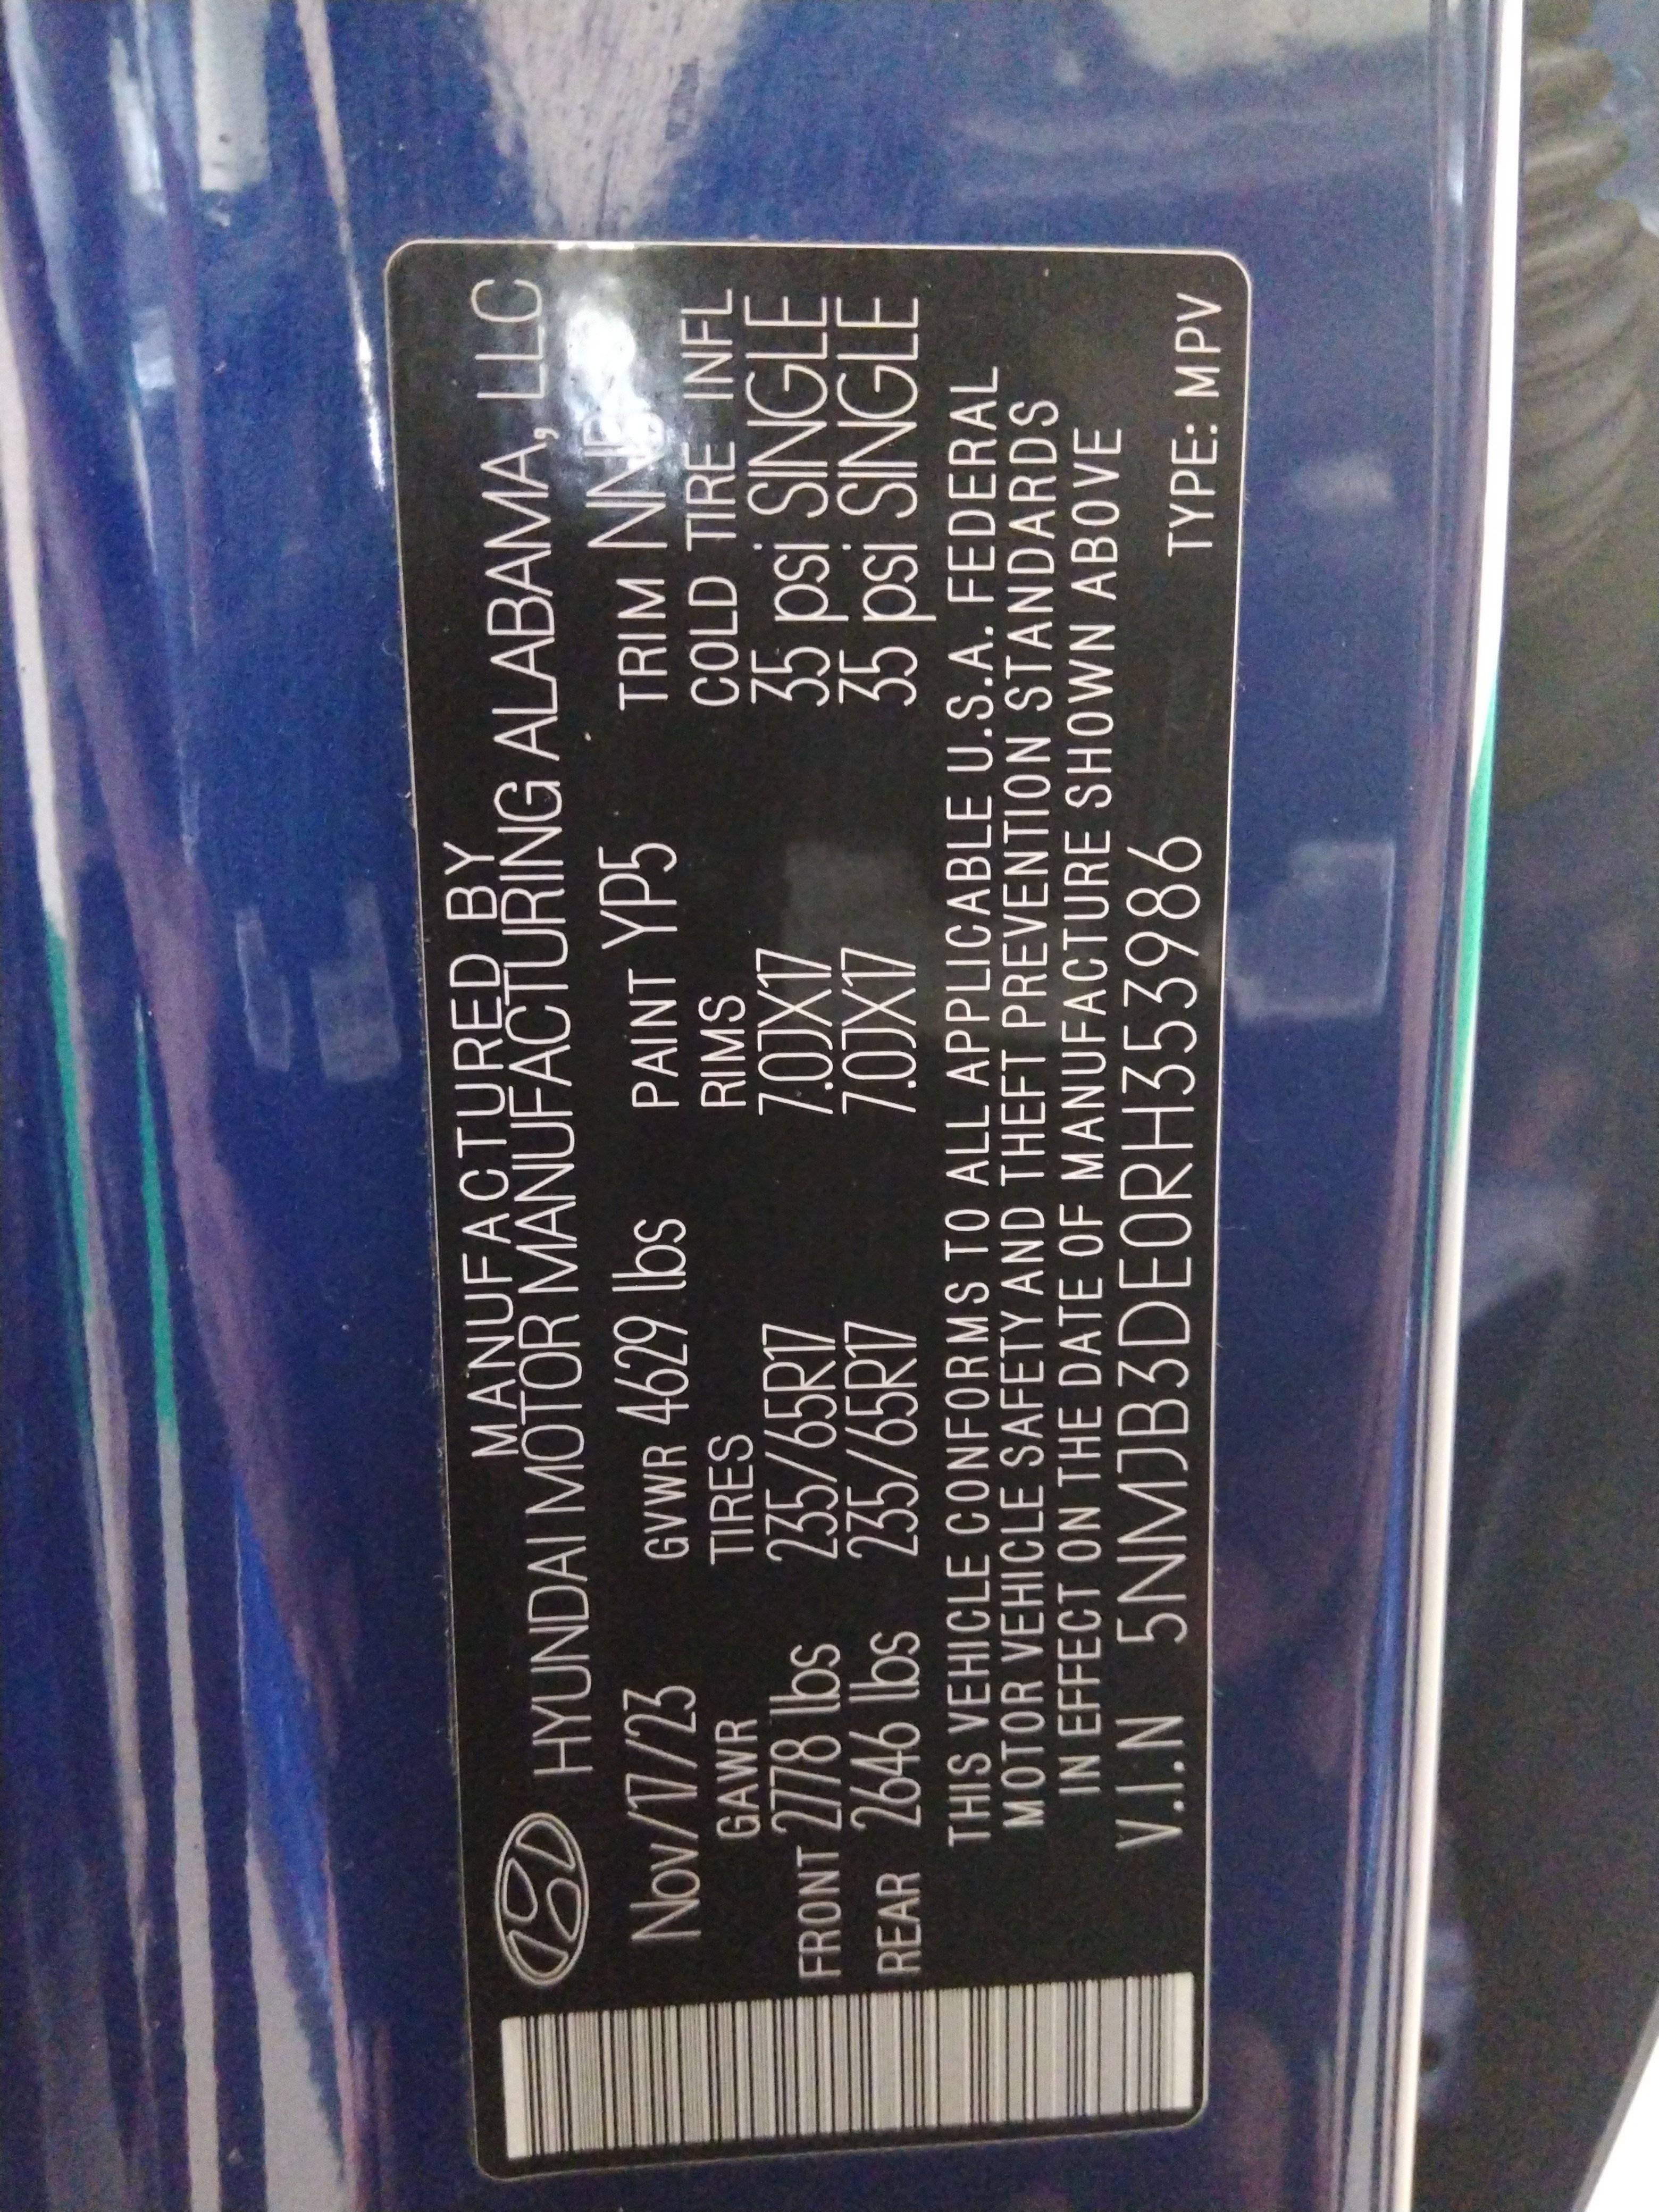 MANUFACTURED BY
HYUNDAI MOTOR MANUFACTURING ALABAMA, LLC
Nov/17/23 GVWR 4629 lbs PAINT YP5 TRIM NNB
GAWR TIRES RIMS COLD TIRE INFL
FRONT 2778 lbs 235/65R17 7.0JX17 35 psi SINGLE
REAR 2646 lbs 235/65R17 7.0JX17 35 psi SINGLE
THIS VEHICLE CONFORMS TO ALL APPLICABLE U.S.A. FEDERAL
MOTOR VEHICLE SAFETY AND THEFT PREVENTION STANDARDS
IN EFFECT ON THE DATE OF MANUFACTURE SHOWN ABOVE
V.I.N 5NMJB3DE0RH353986 TYPE: MPV